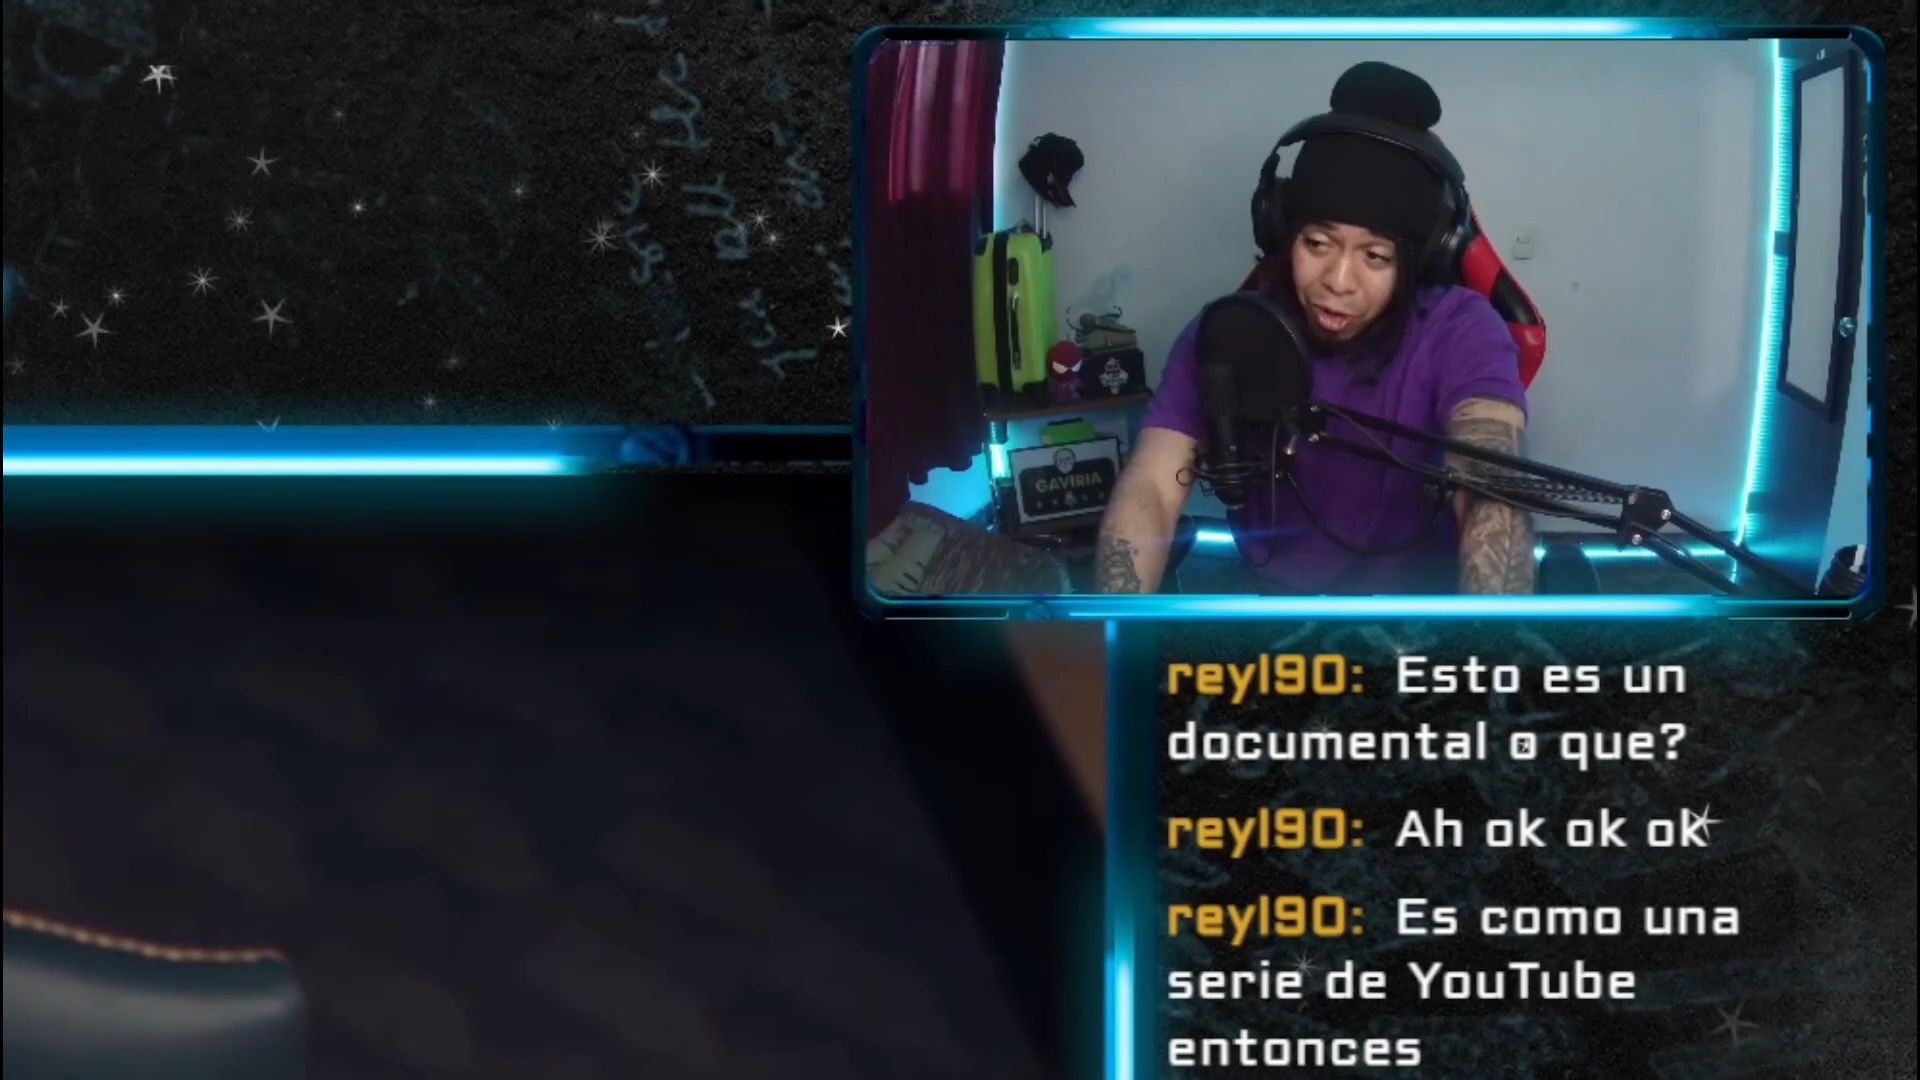 GAVIRIA
reyl90: Esto es un
documental o que?
reyl90: Ah ok ok ok
reyl90: Es como una
serie de YouTube
entonces